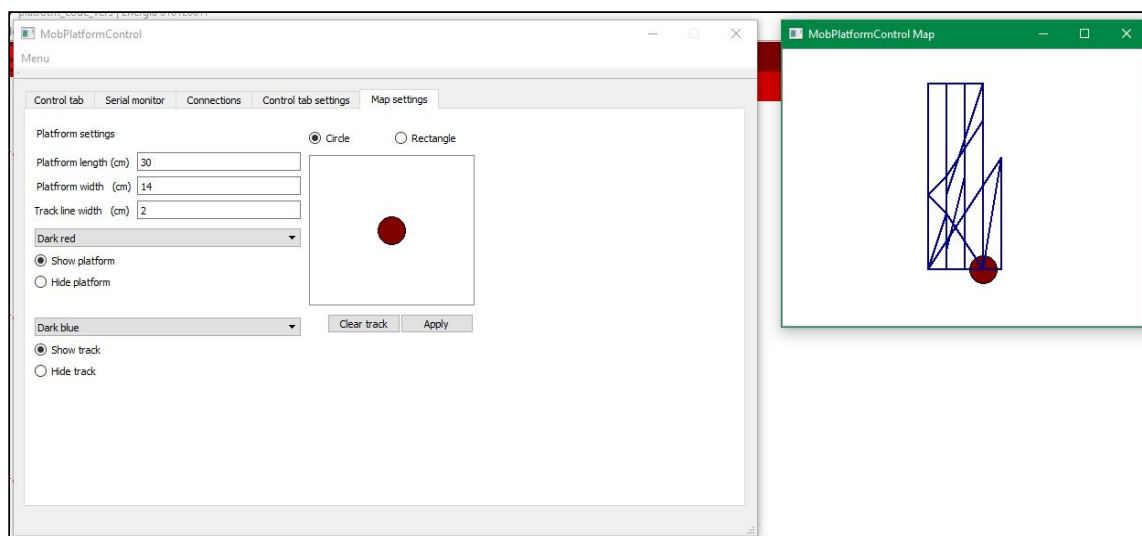 MobPlatformControl
Menu
Control tab
Serial monitor
Connections
Control tab settings
Map settings
Platform settings
Platfrom length (cm) 30
Platform width (cm) 14
Track line width (cm) 2
Dark red
Show platform
Hide platform
Dark blue
Show track
Hide track
Circle
Rectangle
Clear track
Apply
MobPlatformControl Map